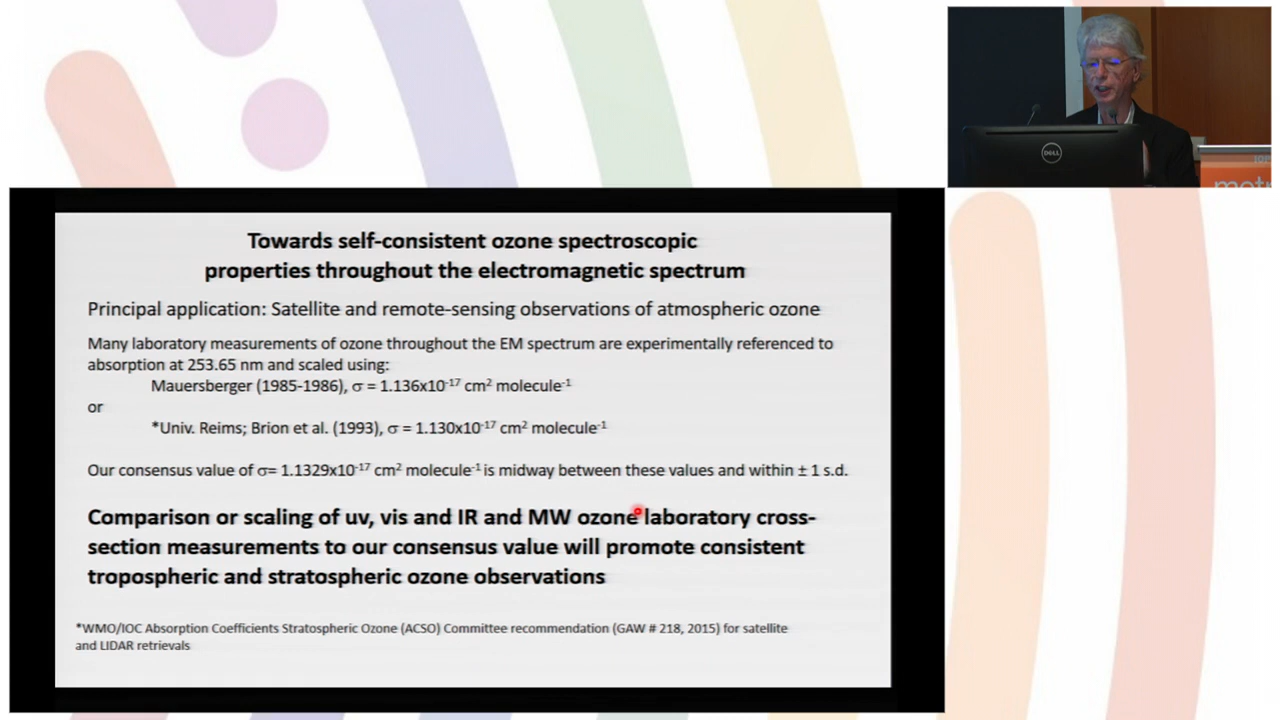 DELL
IOP
Towards self-consistent ozone spectroscopic
properties throughout the electromagnetic spectrum
Principal application: Satellite and remote-sensing observations of atmospheric ozone
Many laboratory measurements of ozone throughout the EM spectrum are experimentally referenced to
absorption at 253.65 nm and scaled using:
Mauersberger (1985-1986), σ = 1.136x10⁻¹⁷ cm² molecule⁻¹
or
*Univ. Reims; Brion et al. (1993), σ = 1.130x10⁻¹⁷ cm² molecule⁻¹
Our consensus value of σ= 1.1329x10⁻¹⁷ cm² molecule⁻¹ is midway between these values and within ± 1 s.d.
Comparison or scaling of uv, vis and IR and MW ozone laboratory cross-
section measurements to our consensus value will promote consistent
tropospheric and stratospheric ozone observations
*WMO/IOC Absorption Coefficients Stratospheric Ozone (ACSO) Committee recommendation (GAW # 218, 2015) for satellite
and LIDAR retrievals